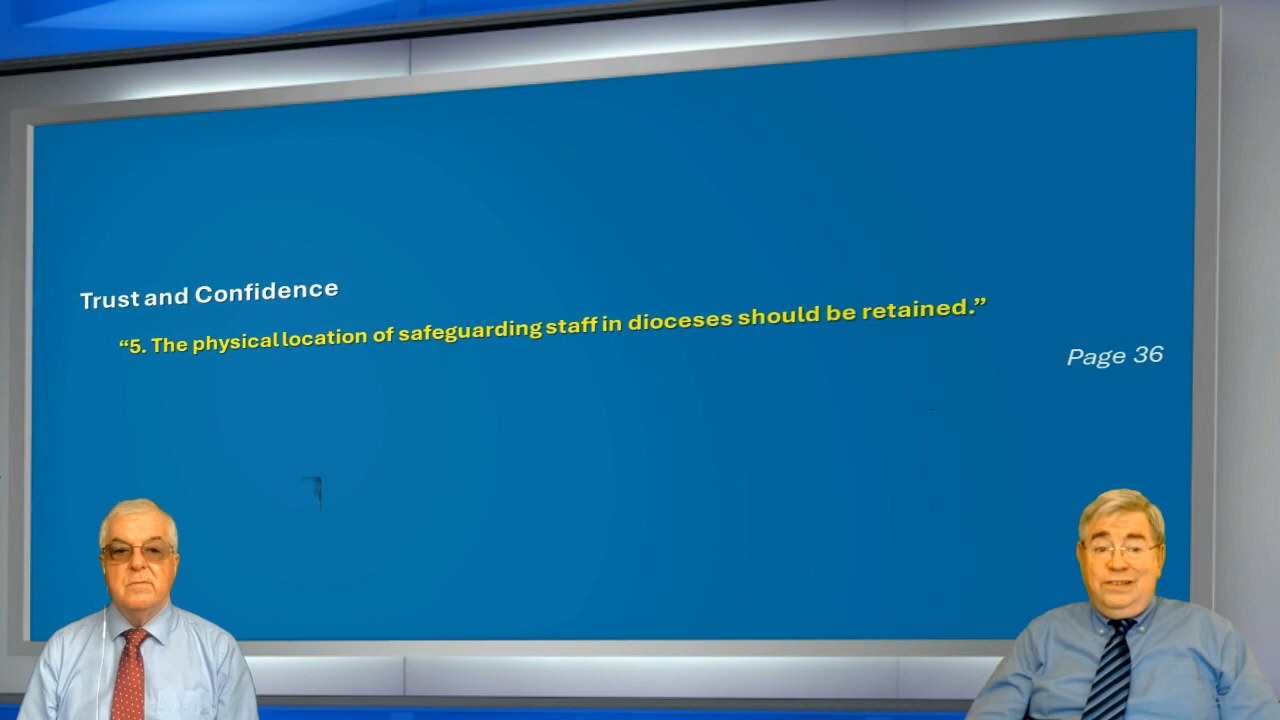 Trust and Confidence
“5. The physical location of safeguarding staff in dioceses should be retained.”
Page 36